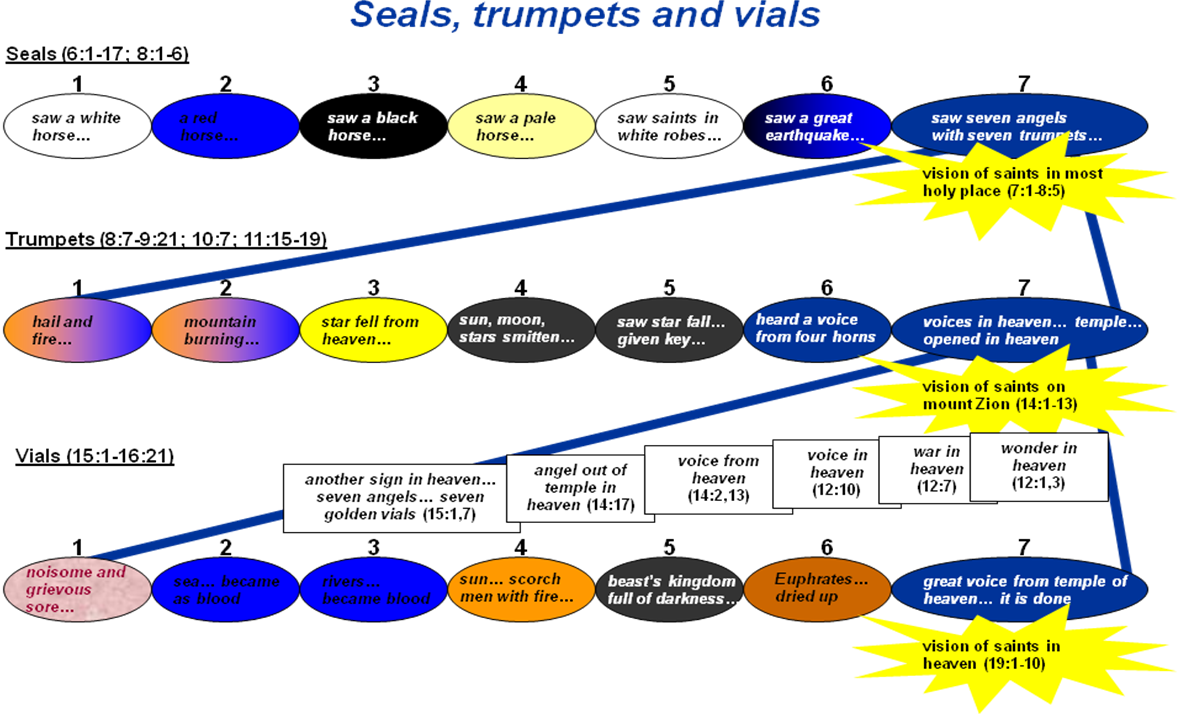 Seals, trumpets and vials
Seals (6:1-17; 8:1-6)
1 2 3 4 5 6 7
saw a white
horse…
a red
horse…
saw a black
horse…
saw a pale
horse…
saw saints in
white robes…
saw a great
earthquake…
saw seven angels
with seven trumpets…
vision of saints in most
holy place (7:1-8:5)
Trumpets (8:7-9:21; 10:7; 11:15-19)
1 2 3 4 5 6 7
hail and
fire…
mountain
burning…
star fell from
heaven…
sun, moon,
stars smitten…
saw star fall…
given key…
heard a voice
from four horns
voices in heaven… temple…
opened in heaven
vision of saints on
mount Zion (14:1-13)
Vials (15:1-16:21)
another sign in heaven…
seven angels… seven
golden vials (15:1,7)
angel out of
temple in
heaven (14:17)
voice from
heaven
(14:2,13)
voice in
heaven
(12:10)
war in
heaven
(12:7)
wonder in
heaven
(12:1,3)
1 2 3 4 5 6 7
noisome and
grievous
sore…
sea… became
as blood
rivers…
became blood
sun… scorch
men with fire…
beast's kingdom
full of darkness…
Euphrates…
dried up
great voice from temple of
heaven… it is done
vision of saints in
heaven (19:1-10)